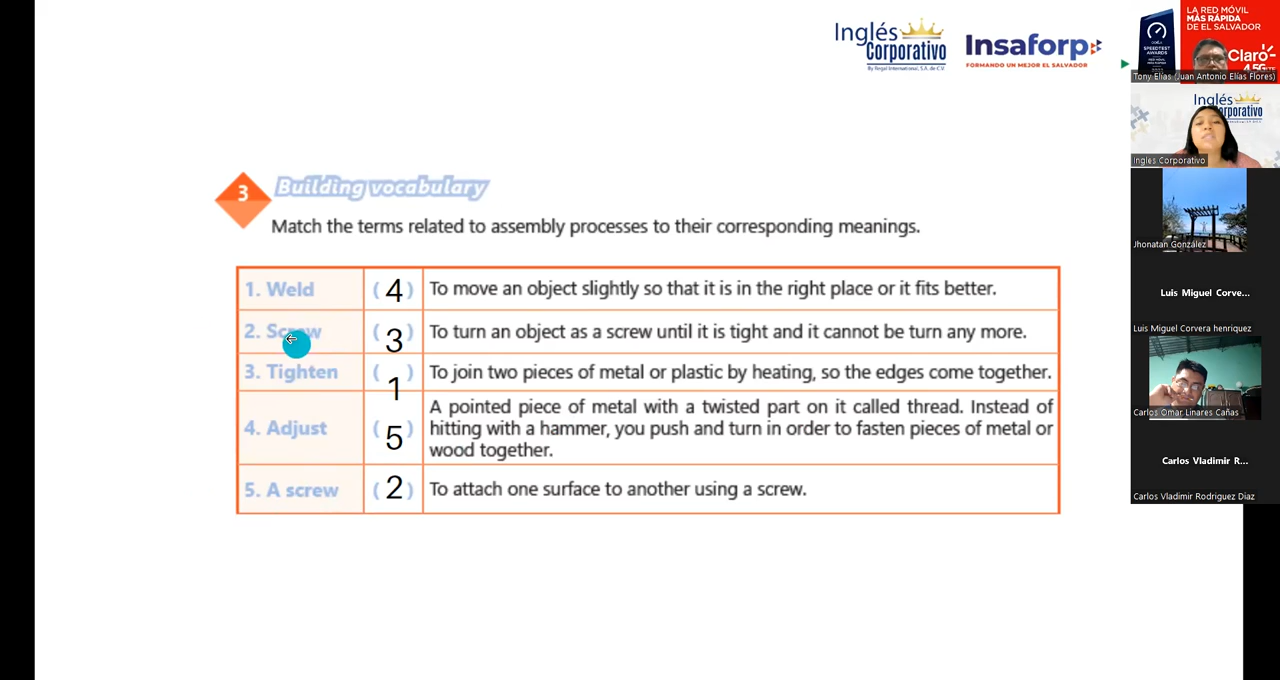 Inglés
Corporativo
By Regal International, S.A. de C.V.
Insaforp
FORMANDO UN MEJOR EL SALVADOR
3
Building vocabulary
Match the terms related to assembly processes to their corresponding meanings.
1. Weld (4) To move an object slightly so that it is in the right place or it fits better.
2. Screw (3) To turn an object as a screw until it is tight and it cannot be turn any more.
3. Tighten (1) To join two pieces of metal or plastic by heating, so the edges come together.
4. Adjust (5) A pointed piece of metal with a twisted part on it called thread. Instead of
hitting with a hammer, you push and turn in order to fasten pieces of metal or
wood together.
5. A screw (2) To attach one surface to another using a screw.
LA RED MÓVIL
MÁS RÁPIDA
DE EL SALVADOR
SPEEDTEST
AWARDS
Claro
4.5G
Tony Elías (Juan Antonio Elías Flores)
Inglés
Corporativo
Ingles Corporativo
Jhonatan González
Luis Miguel Corve...
Luis Miguel Corvera henriquez
Carlos Omar Linares Cañas
Carlos Vladimir R...
Carlos Vladimir Rodriguez Diaz